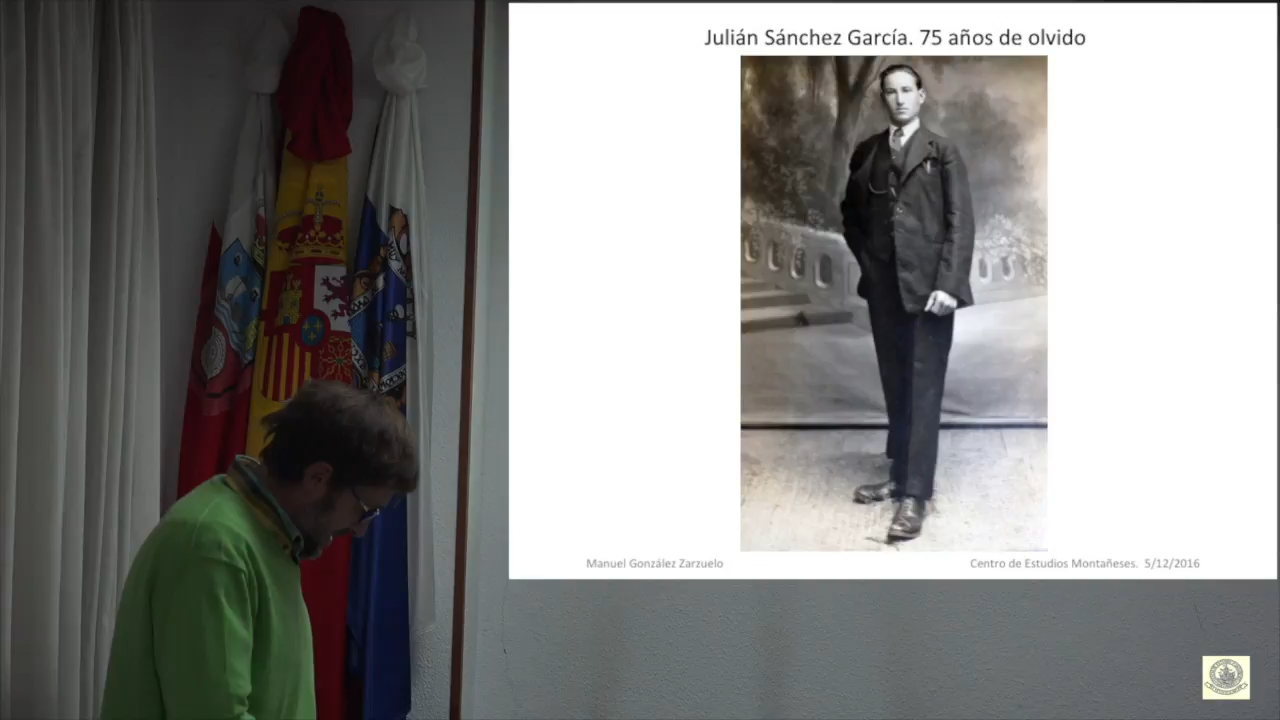 Julián Sánchez García. 75 años de olvido
Manuel González Zarzuelo
Centro de Estudios Montañeses. 5/12/2016